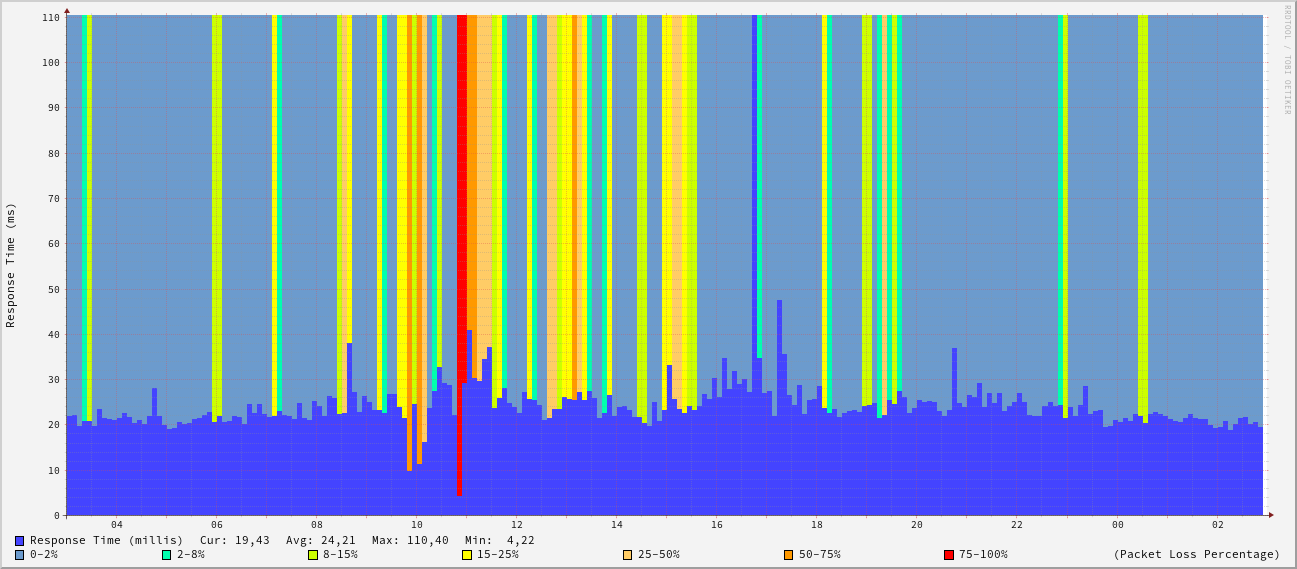 RRDTOOL / TOBI OETIKER
Response Time (ms)
110
100
90
80
70
60
50
40
30
20
10
0
04 06 08 10 12 14 16 18 20 22 00 02
Response Time (millis) Cur: 19,43 Avg: 24,21 Max: 110,40 Min: 4,22
0-2% 2-8% 8-15% 15-25% 25-50% 50-75% 75-100% (Packet Loss Percentage)